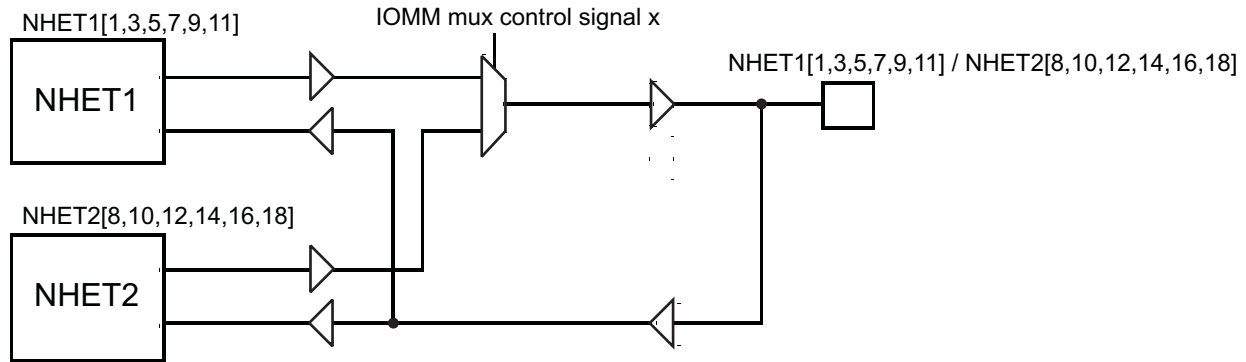 IOMM mux control signal x
NHET1[1,3,5,7,9,11]
NHET1
NHET1[1,3,5,7,9,11] / NHET2[8,10,12,14,16,18]
NHET2[8,10,12,14,16,18]
NHET2